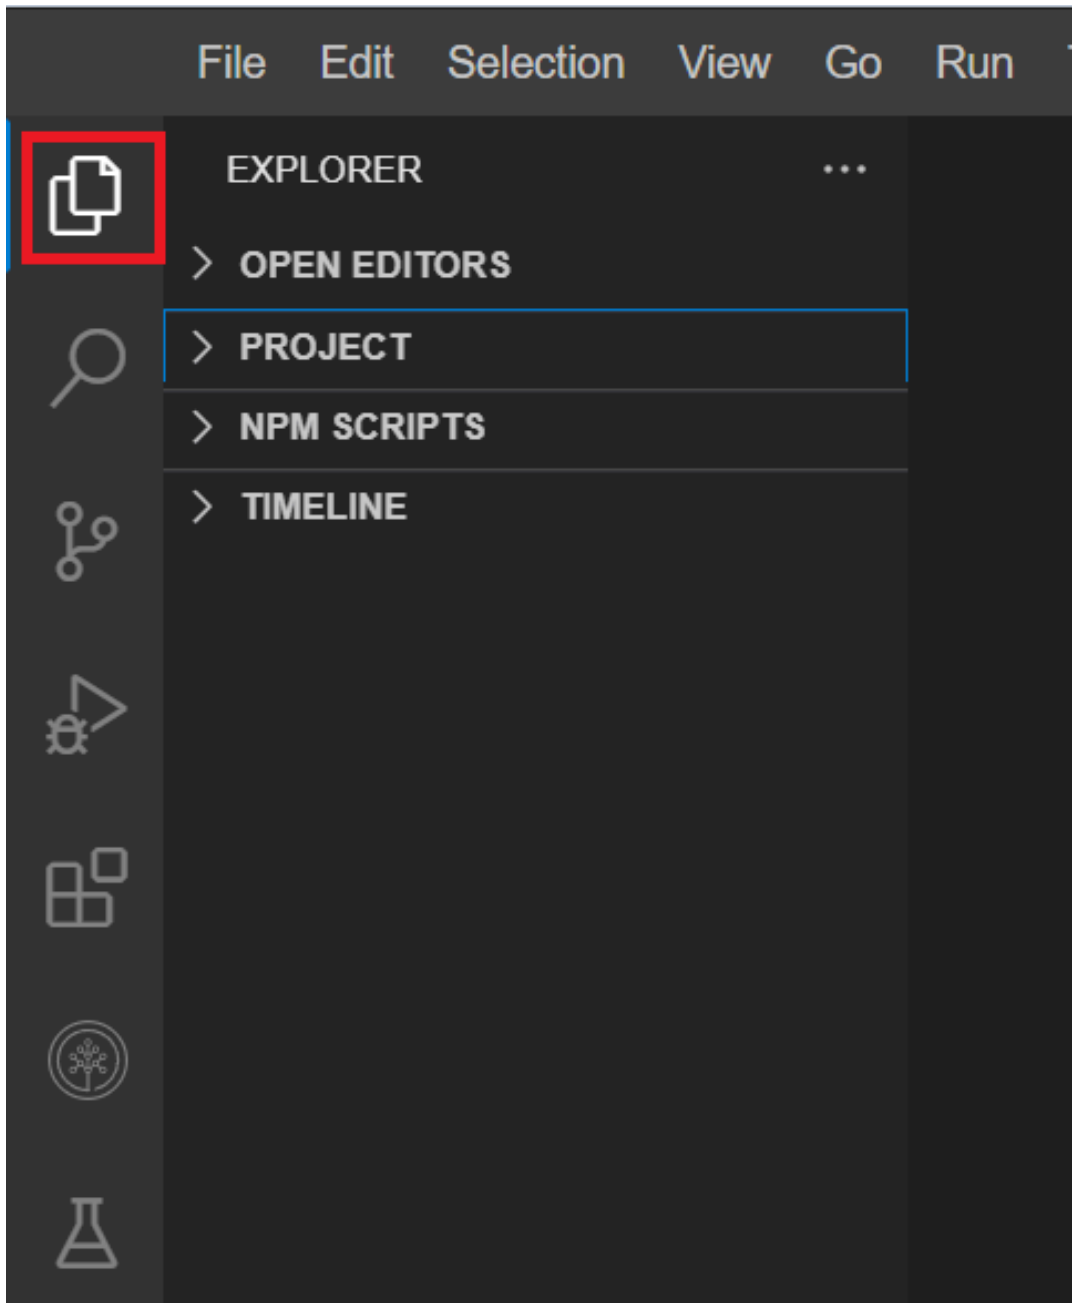 File Edit Selection View Go Run
EXPLORER
OPEN EDITORS
PROJECT
NPM SCRIPTS
TIMELINE